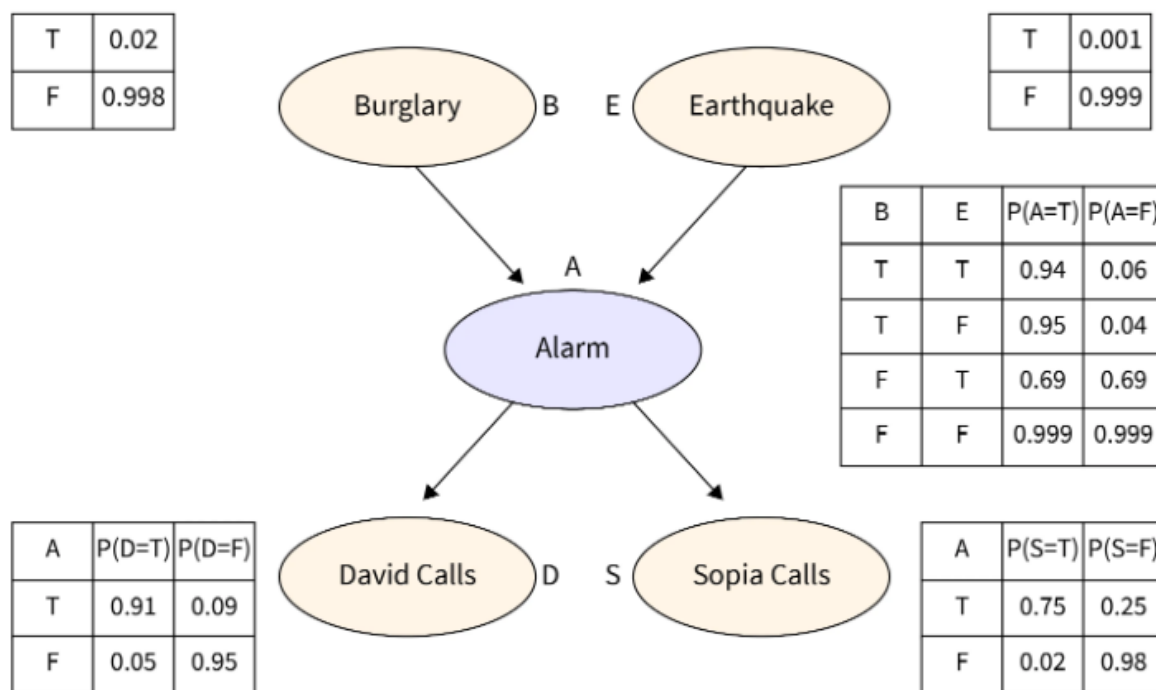 T 0.02
F 0.998
Burglary B
E Earthquake
T 0.001
F 0.999
B E P(A=T) P(A=F)
T T 0.94 0.06
T F 0.95 0.04
F T 0.69 0.69
F F 0.999 0.999
A
Alarm
A P(D=T) P(D=F)
T 0.91 0.09
F 0.05 0.95
David Calls D
S Sopia Calls
A P(S=T) P(S=F)
T 0.75 0.25
F 0.02 0.98